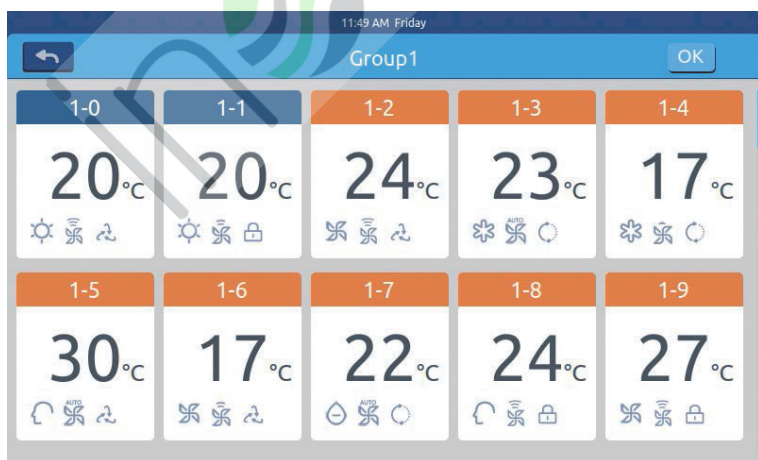 11:49 AM Friday
Group1 OK
1-0 1-1 1-2 1-3 1-4
20°C 20°C 24°C 23°C 17°C
AUTO
1-5 1-6 1-7 1-8 1-9
30°C 17°C 22°C 24°C 27°C
AUTO AUTO